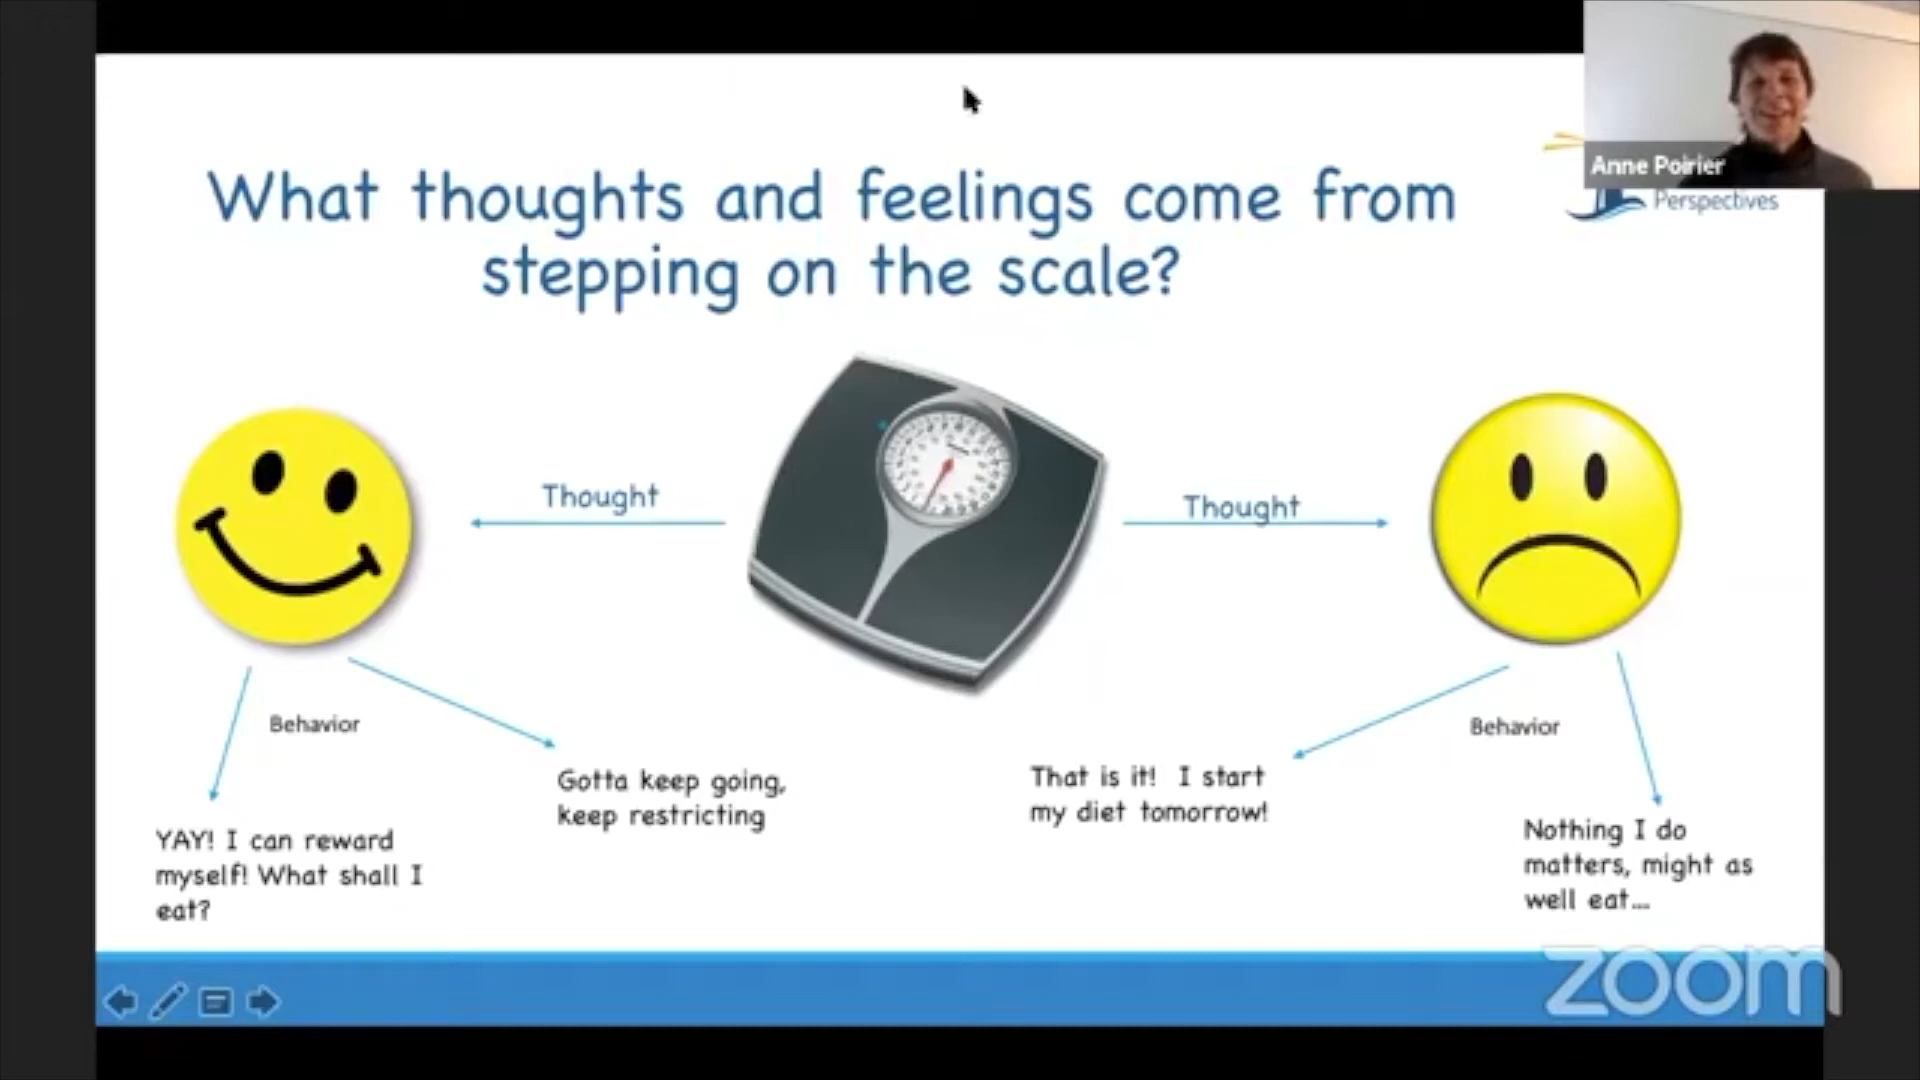 Anne Poirier
Perspectives
What thoughts and feelings come from
stepping on the scale?
Thought
Thought
Behavior
Behavior
Gotta keep going,
keep restricting
That is it! I start
my diet tomorrow!
YAY! I can reward
myself! What shall I
eat?
Nothing I do
matters, might as
well eat...
zoom